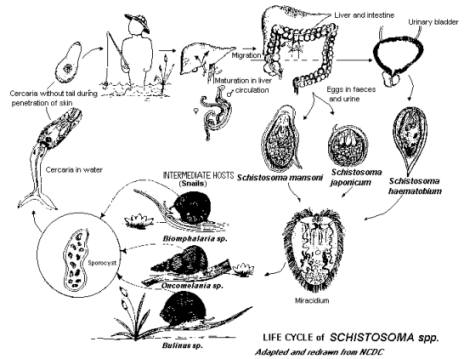 Liver and intestine
Urinary bladder
Migration
Cercaria without tail during
penetration of skin
Maturation in liver
circulation
Eggs in faeces
and urine
Cercaria in water
INTERMEDIATE HOSTS
(Snails)
Schistosoma mansoni
Schistosoma
japonicum
Schistosoma
haematobium
Biomphalaria sp.
Sporocyst
Oncomelania sp.
Miracidium
Bulinus sp.
LIFE CYCLE of SCHISTOSOMA spp.
Adapted and redrawn from NCDC